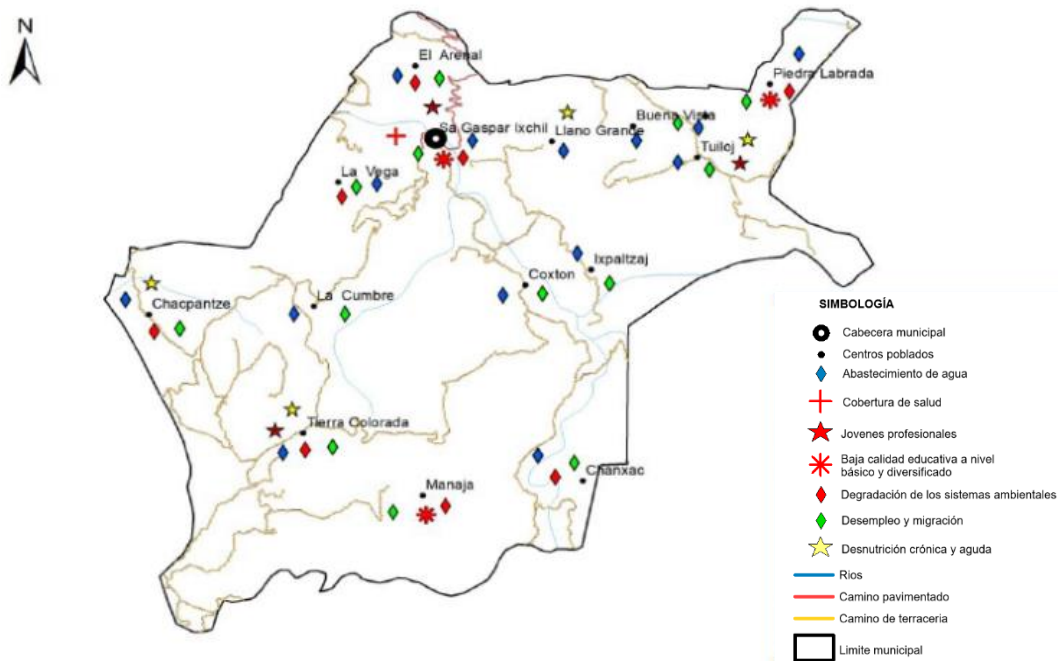 N
El Arenal
Piedra Labrada
Sa Gaspar Ixchil
Llano Grande
Buena Vista
Tuilcj
La Vega
Ixpaltzaj
Coxton
Chacpantze
La Cumbre
Tierra Colorada
Manaja
Chanxac
SIMBOLOGÍA
Cabecera municipal
Centros poblados
Abastecimiento de agua
Cobertura de salud
Jovenes profesionales
Baja calidad educativa a nivel
básico y diversificado
Degradación de los sistemas ambientales
Desempleo y migración
Desnutrición crónica y aguda
Rios
Camino pavimentado
Camino de terraceria
Limite municipal